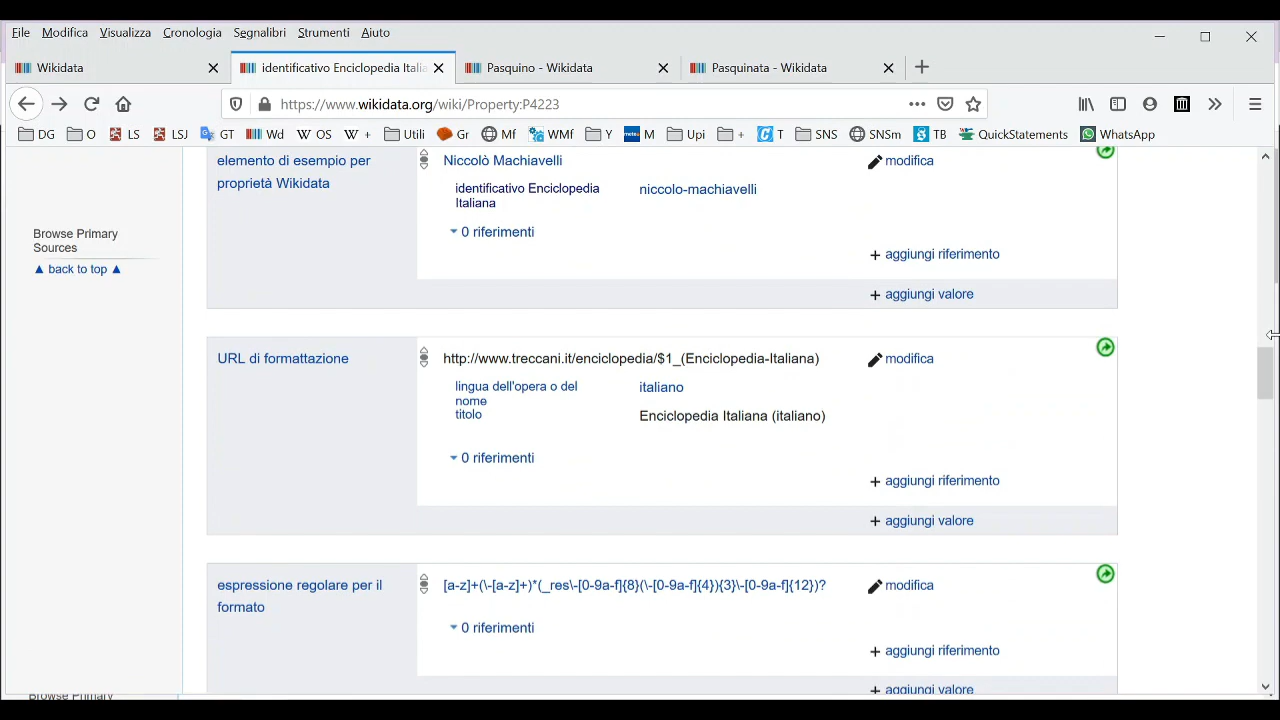 File Modifica Visualizza Cronologia Segnalibri Strumenti Aiuto
Wikidata identificativo Enciclopedia Italia Pasquino - Wikidata Pasquinata - Wikidata
https://www.wikidata.org/wiki/Property:P4223
DG O LS LSJ GT Wd OS + Utili Gr Mf WMf Y M Upi + T SNS SNSm TB QuickStatements WhatsApp
elemento di esempio per Niccolò Machiavelli modifica
proprietà Wikidata
identificativo Enciclopedia niccolo-machiavelli
Italiana
0 riferimenti
+ aggiungi riferimento
+ aggiungi valore
Browse Primary
Sources
▲ back to top ▲
URL di formattazione http://www.treccani.it/enciclopedia/$1_(Enciclopedia-Italiana) modifica
lingua dell'opera o del italiano
nome
titolo Enciclopedia Italiana (italiano)
0 riferimenti
+ aggiungi riferimento
+ aggiungi valore
espressione regolare per il [a-z]+(\-[a-z]+)*(_res\-[0-9a-f]{8}(\-[0-9a-f]{4}){3}\-[0-9a-f]{12})? modifica
formato
0 riferimenti
+ aggiungi riferimento
+ aggiungi valore
Browse Primary